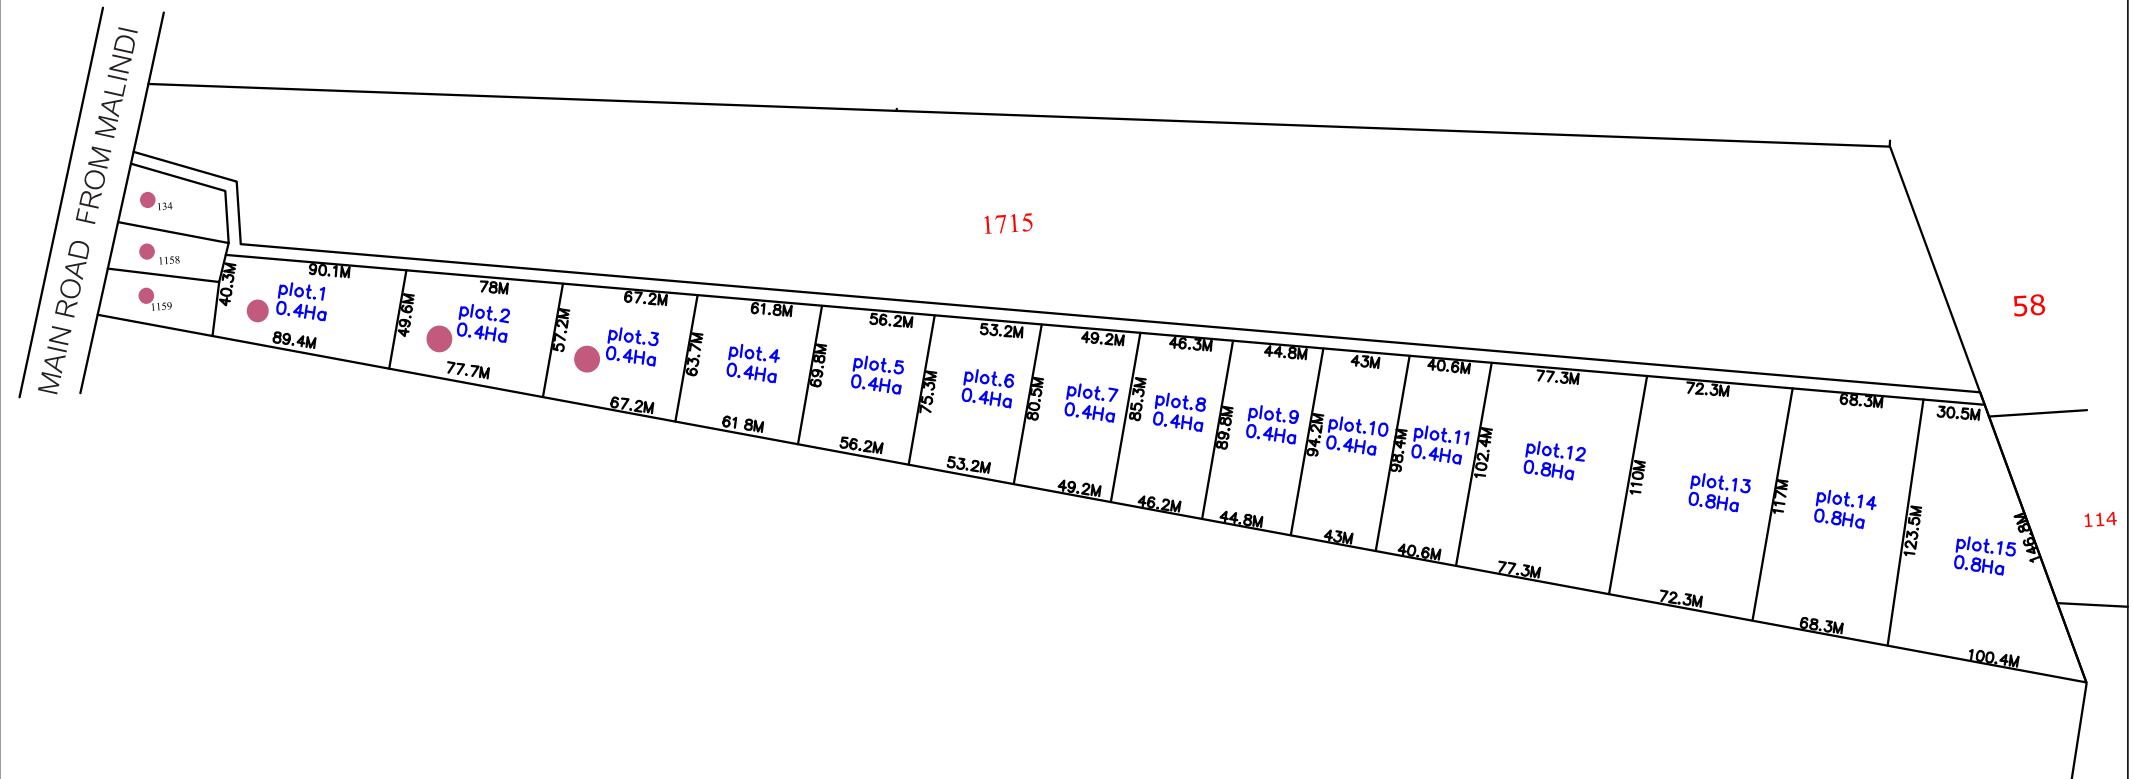 MAIN ROAD  FROM MALINDI
134
1158
1159
1715
58
114
40.3M
90.1M
plot.1
0.4Ha
89.4M
49.6M
78M
plot.2
0.4Ha
77.7M
57.2M
67.2M
plot.3
0.4Ha
67.2M
63.7M
61.8M
plot.4
0.4Ha
61 8M
69.8M
56.2M
plot.5
0.4Ha
56.2M
75.3M
53.2M
plot.6
0.4Ha
53.2M
80.5M
49.2M
plot.7
0.4Ha
49.2M
85.3M
46.3M
plot.8
0.4Ha
46.2M
89.8M
44.8M
plot.9
0.4Ha
44.8M
94.2M
43M
plot.10
0.4Ha
43M
98.4M
40.6M
plot.11
0.4Ha
40.6M
102.4M
77.3M
plot.12
0.8Ha
77.3M
110M
72.3M
plot.13
0.8Ha
72.3M
117M
68.3M
plot.14
0.8Ha
68.3M
123.5M
30.5M
plot.15
0.8Ha
100.4M
146.8M